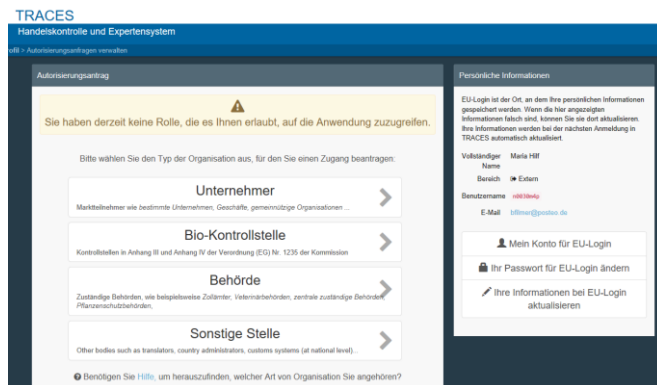 TRACES
Handelskontrolle und Expertensystem
ofil > Autorisierungsanfragen verwalten
Autorisierungsantrag
Sie haben derzeit keine Rolle, die es Ihnen erlaubt, auf die Anwendung zuzugreifen.
Bitte wählen Sie den Typ der Organisation aus, für den Sie einen Zugang beantragen:
Unternehmer
Marktteilnehmer wie bestimmte Unternehmen, Geschäfte, gemeinnützige Organisationen ...
Bio-Kontrollstelle
Kontrollstellen in Anhang III und Anhang IV der Verordnung (EG) Nr. 1235 der Kommission
Behörde
Zuständige Behörden, wie beispielsweise Zollämter, Veterinärbehörden, zentrale zuständige Behörden,
Pflanzenschutzbehörden,
Sonstige Stelle
Other bodies such as translators, country administrators, customs systems (at national level)...
Benötigen Sie Hilfe, um herauszufinden, welcher Art von Organisation Sie angehören?
Persönliche Informationen
EU-Login ist der Ort, an dem Ihre persönlichen Informationen
gespeichert werden. Wenn die hier angezeigten
Informationen falsch sind, können Sie sie dort aktualisieren.
Ihre Informationen werden bei der nächsten Anmeldung in
TRACES automatisch aktualisiert.
Vollständiger Maria Hilf
Name
Bereich Extern
Benutzername
E-Mail
Mein Konto für EU-Login
Ihr Passwort für EU-Login ändern
Ihre Informationen bei EU-Login
aktualisieren